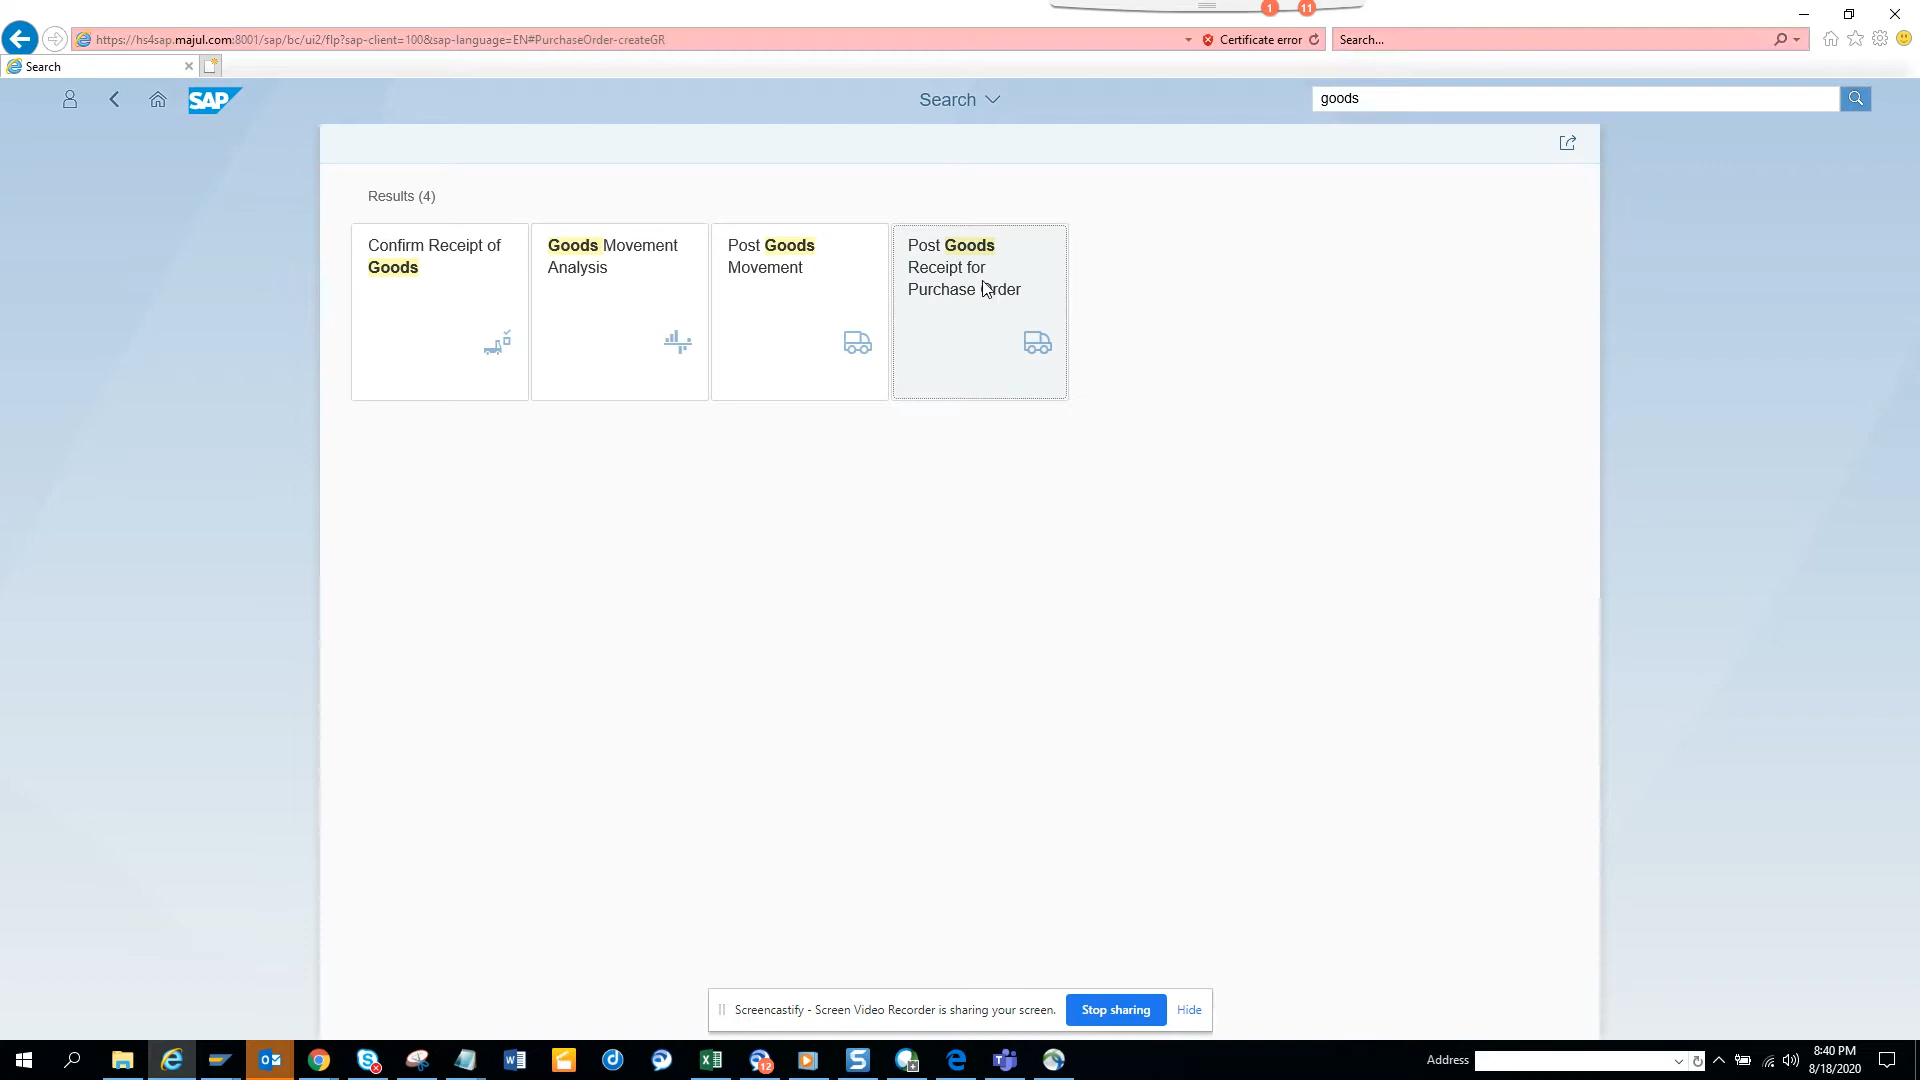 1
11
https://hs4sap.majul.com:8001/sap/bc/ui2/flp?sap-client=100&sap-language=EN#PurchaseOrder-createGR
Certificate error
Search...
Search
SAP
Search
goods
Results (4)
Confirm Receipt of
Goods
Goods Movement
Analysis
Post Goods
Movement
Post Goods
Receipt for
Purchase Order
Screencastify - Screen Video Recorder is sharing your screen.
Stop sharing
Hide
12
Address
8:40 PM
8/18/2020